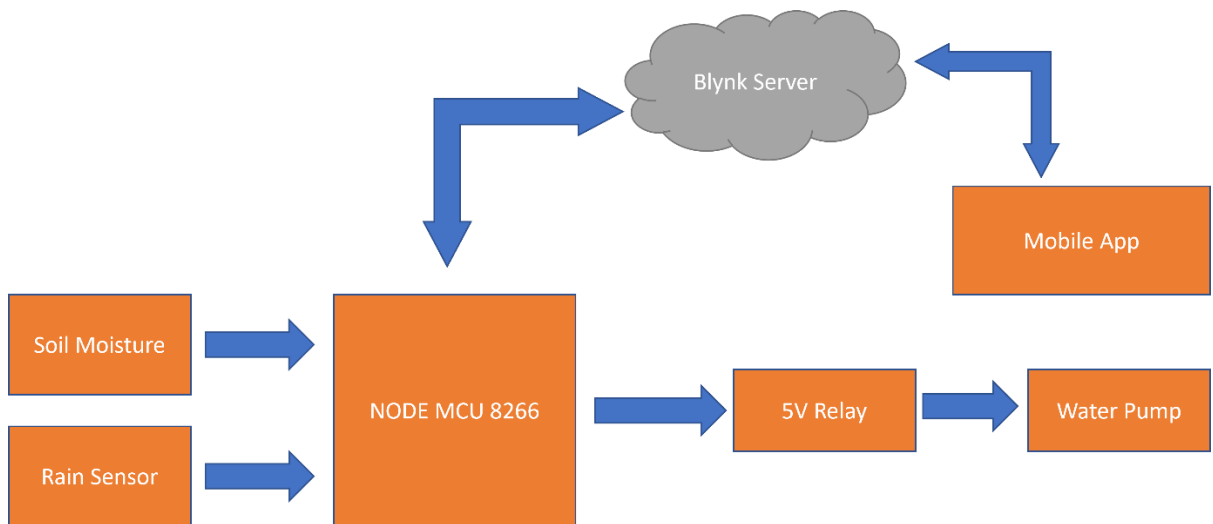 Blynk Server
Mobile App
Soil Moisture
NODE MCU 8266
5V Relay
Water Pump
Rain Sensor